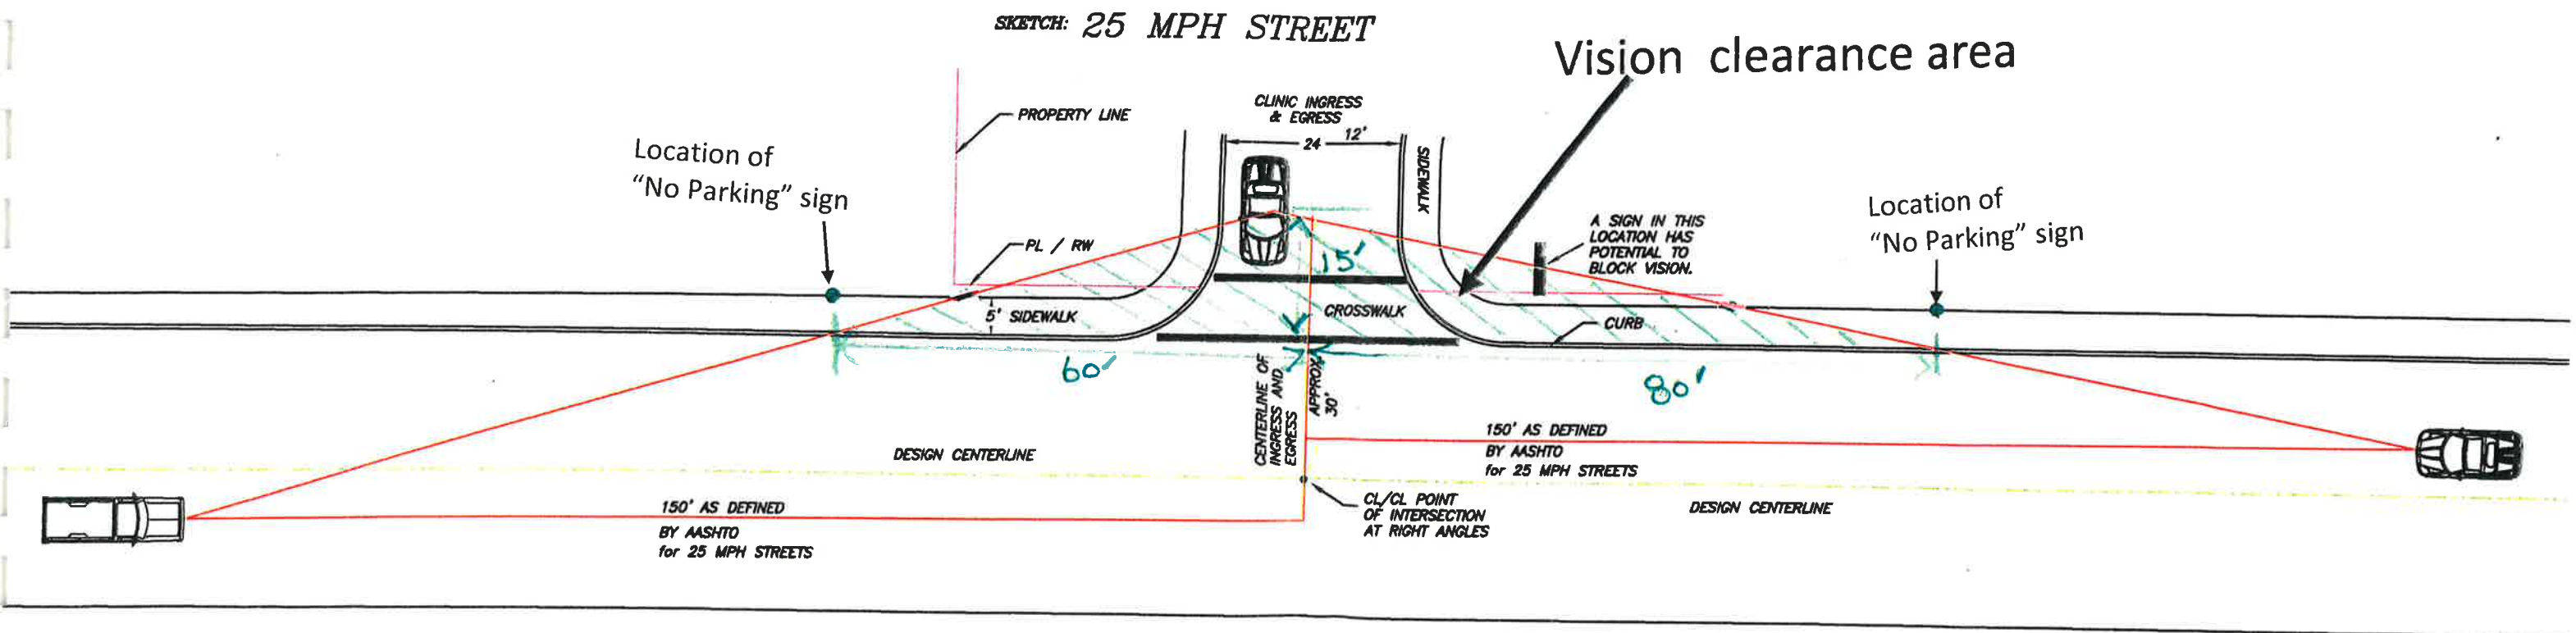 SKETCH: 25 MPH STREET
Vision clearance area
CLINIC INGRESS
& EGRESS
12'
24
PROPERTY LINE
Location of
“No Parking” sign
SIDEWALK
A SIGN IN THIS
LOCATION HAS
POTENTIAL TO
BLOCK VISION.
Location of
“No Parking” sign
PL / RW
15'
5' SIDEWALK
CROSSWALK
CURB
60'
80'
CENTERLINE OF
INGRESS AND
EGRESS
APPROX.
30'
DESIGN CENTERLINE
150' AS DEFINED
BY AASHTO
for 25 MPH STREETS
150' AS DEFINED
BY AASHTO
for 25 MPH STREETS
CL/CL POINT
OF INTERSECTION
AT RIGHT ANGLES
DESIGN CENTERLINE